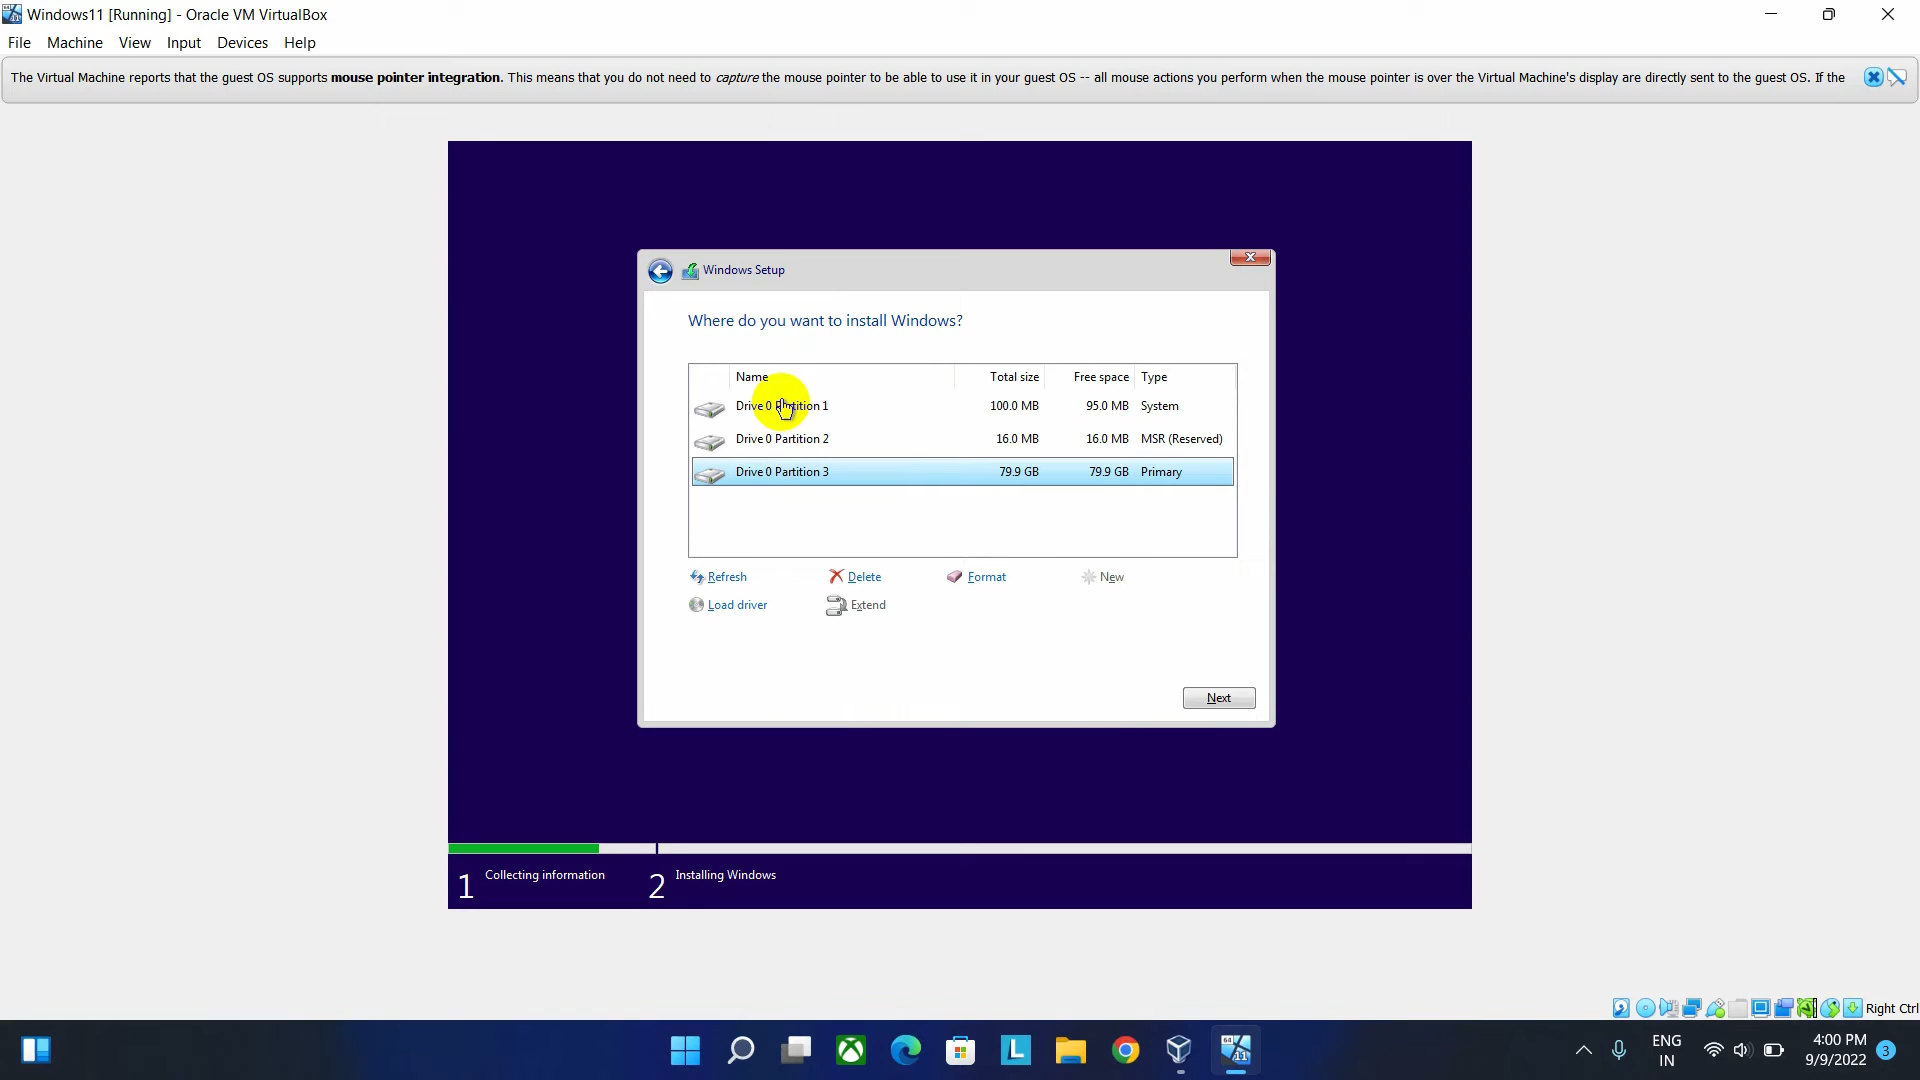 Windows11 [Running] - Oracle VM VirtualBox
File Machine View Input Devices Help
The Virtual Machine reports that the guest OS supports mouse pointer integration. This means that you do not need to capture the mouse pointer to be able to use it in your guest OS -- all mouse actions you perform when the mouse pointer is over the Virtual Machine's display are directly sent to the guest OS. If the
Windows Setup
Where do you want to install Windows?
Name Total size Free space Type
Drive 0 Partition 1 100.0 MB 95.0 MB System
Drive 0 Partition 2 16.0 MB 16.0 MB MSR (Reserved)
Drive 0 Partition 3 79.9 GB 79.9 GB Primary
Refresh Delete Format New
Load driver Extend
Next
1 Collecting information 2 Installing Windows
Right Ctrl
ENG
IN
4:00 PM
9/9/2022
3